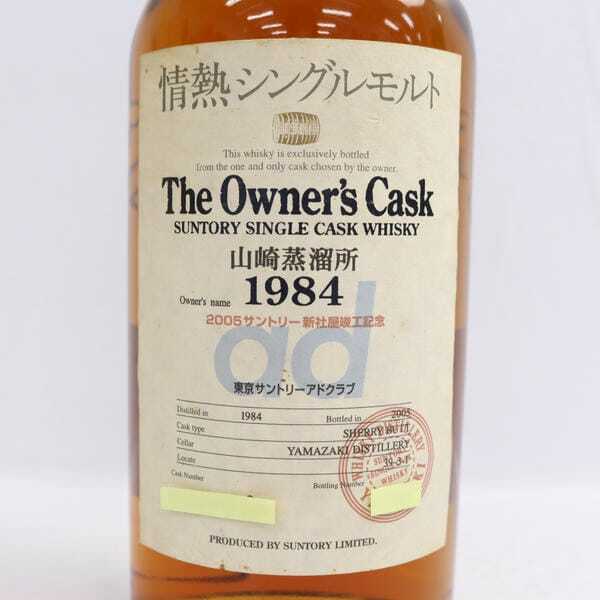 情熱シングルモルト
This whisky is exclusively bottled
from the one and only cask chosen by the owner.
The Owner's Cask
SUNTORY SINGLE CASK WHISKY
山崎蒸溜所
Owner's name 1984
2005サントリー新社屋竣工記念
ad
東京サントリーアドクラブ
Distilled in 1984 Bottled in 2005
Cask type SHERRY BUTT
Cellar YAMAZAKI DISTILLERY
Locate 39-3-1
Cask Number Bottling Number
WHISKY
PRODUCED BY SUNTORY LIMITED.